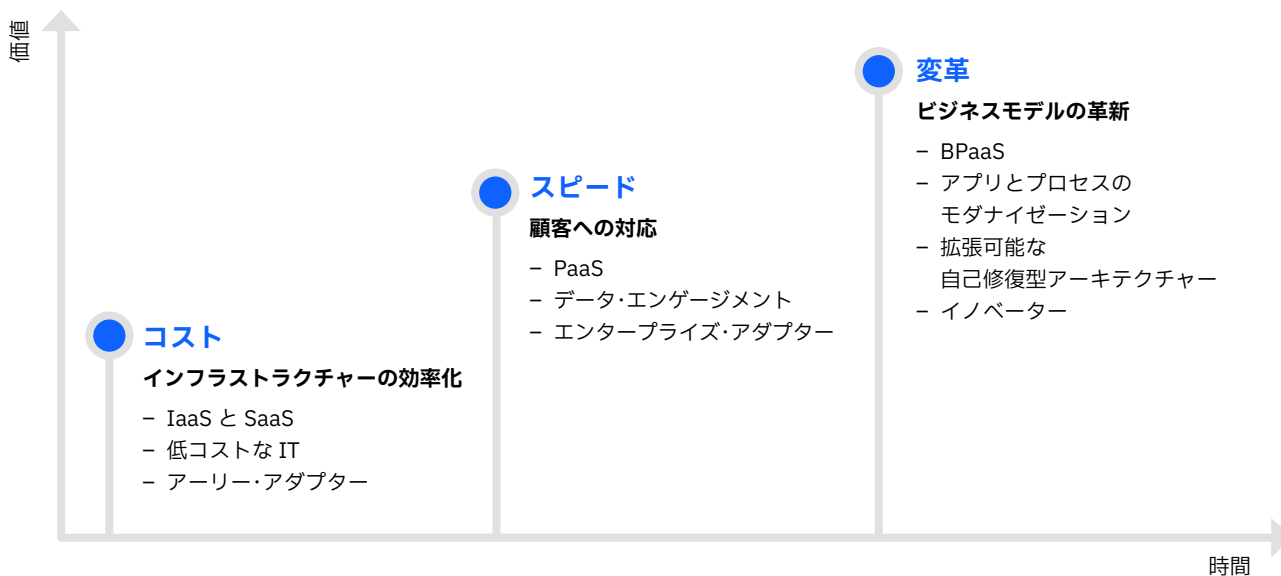 価値
コスト
インフラストラクチャーの効率化
– IaaS と SaaS
– 低コストな IT
– アーリー・アダプター
スピード
顧客への対応
– PaaS
– データ・エンゲージメント
– エンタープライズ・アダプター
変革
ビジネスモデルの革新
– BPaaS
– アプリとプロセスの
モダナイゼーション
– 拡張可能な
自己修復型アーキテクチャー
– イノベーター
時間